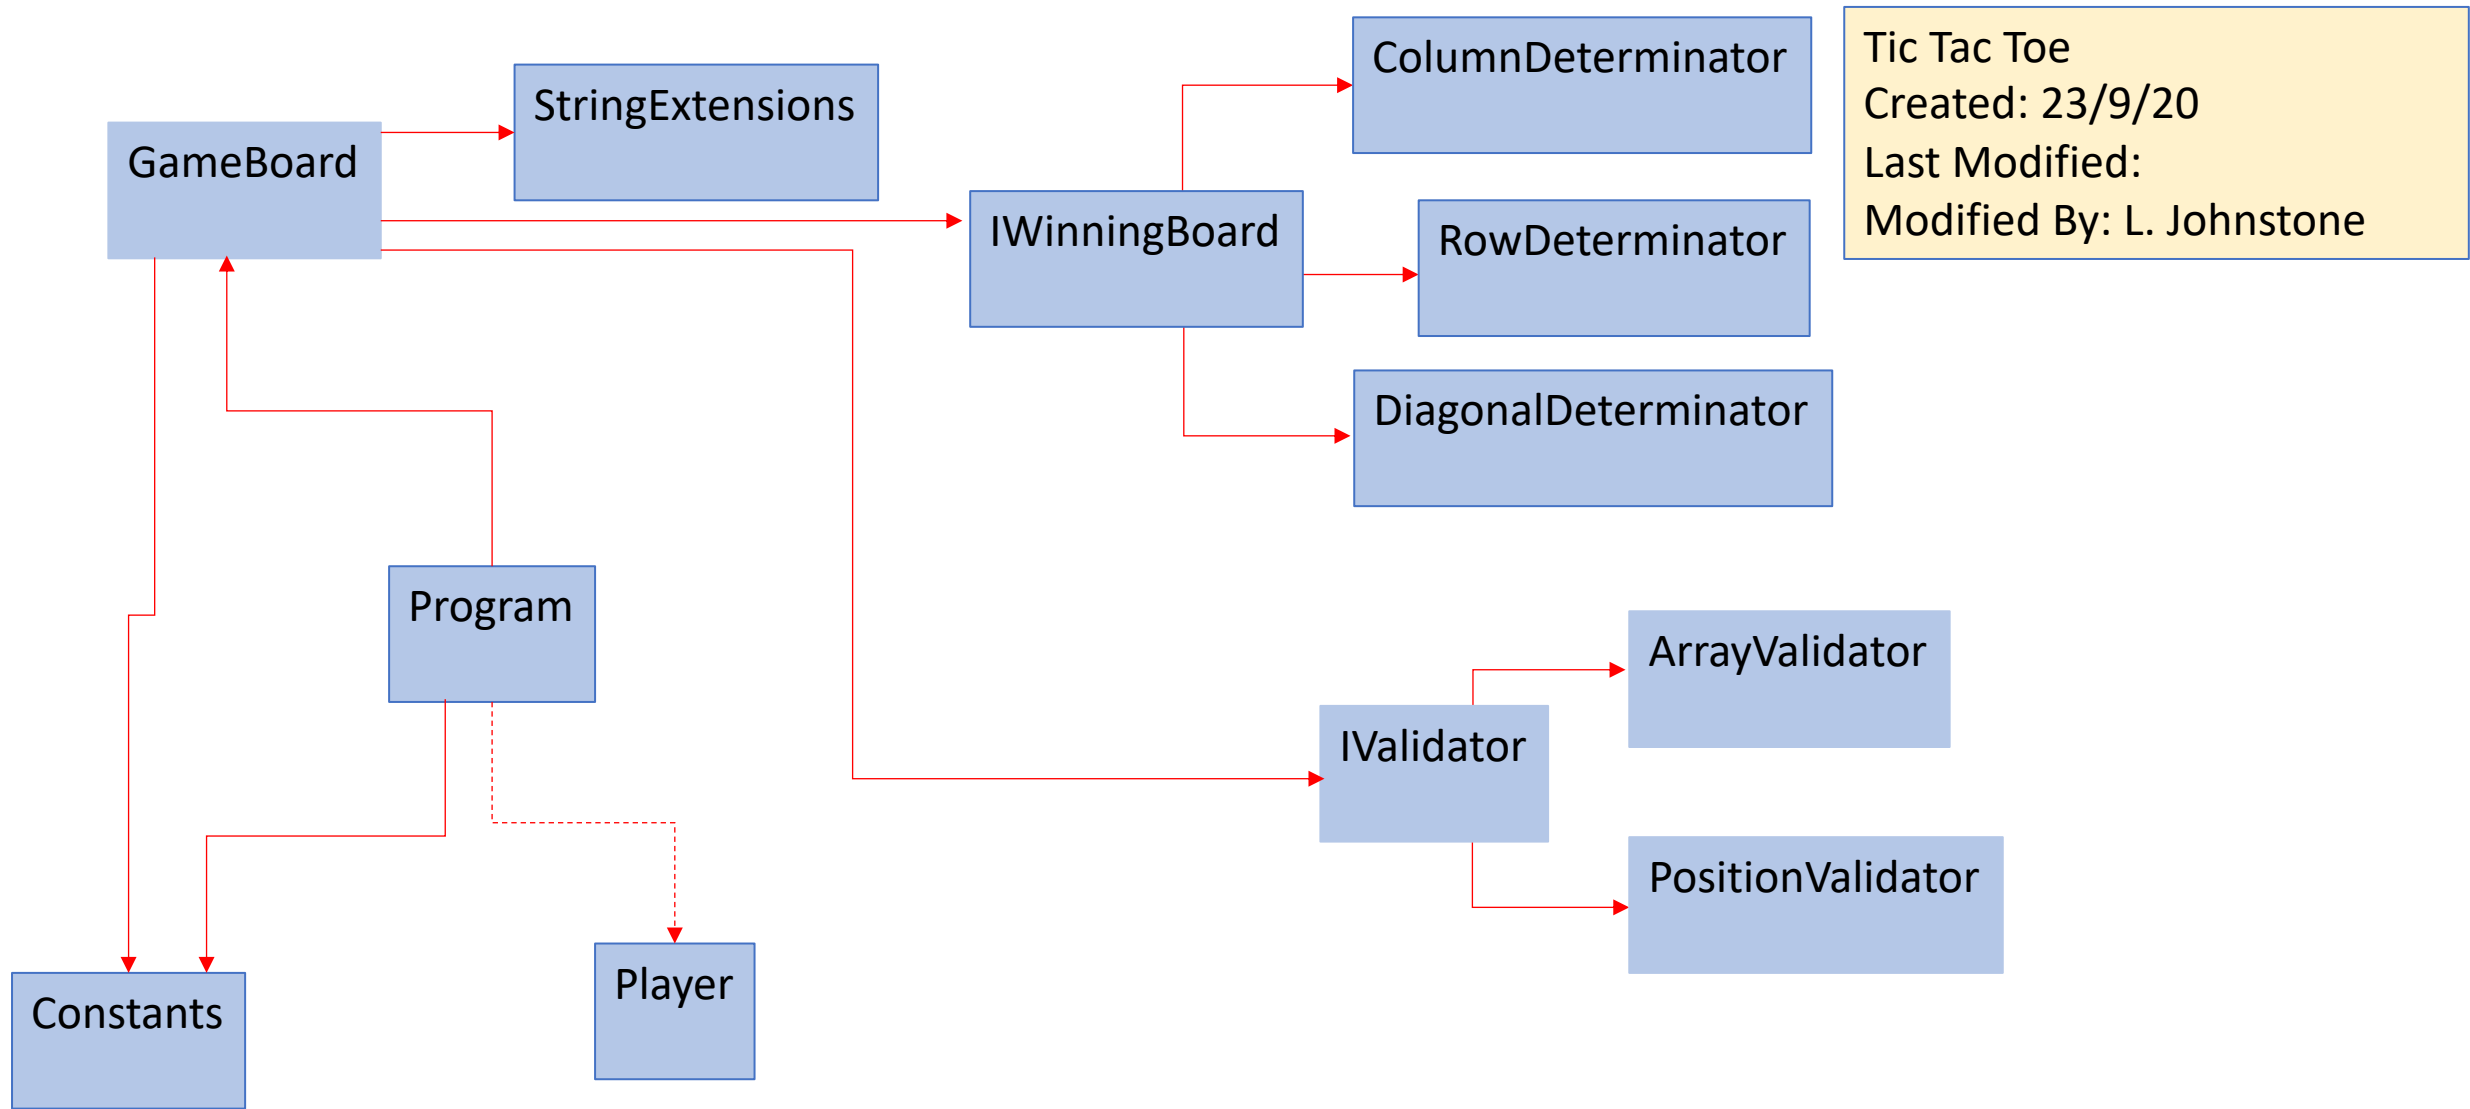 ColumnDeterminator
Tic Tac Toe
Created: 23/9/20
Last Modified:
Modified By: L. Johnstone
StringExtensions
GameBoard
IWinningBoard
RowDeterminator
DiagonalDeterminator
Program
ArrayValidator
IValidator
PositionValidator
Player
Constants